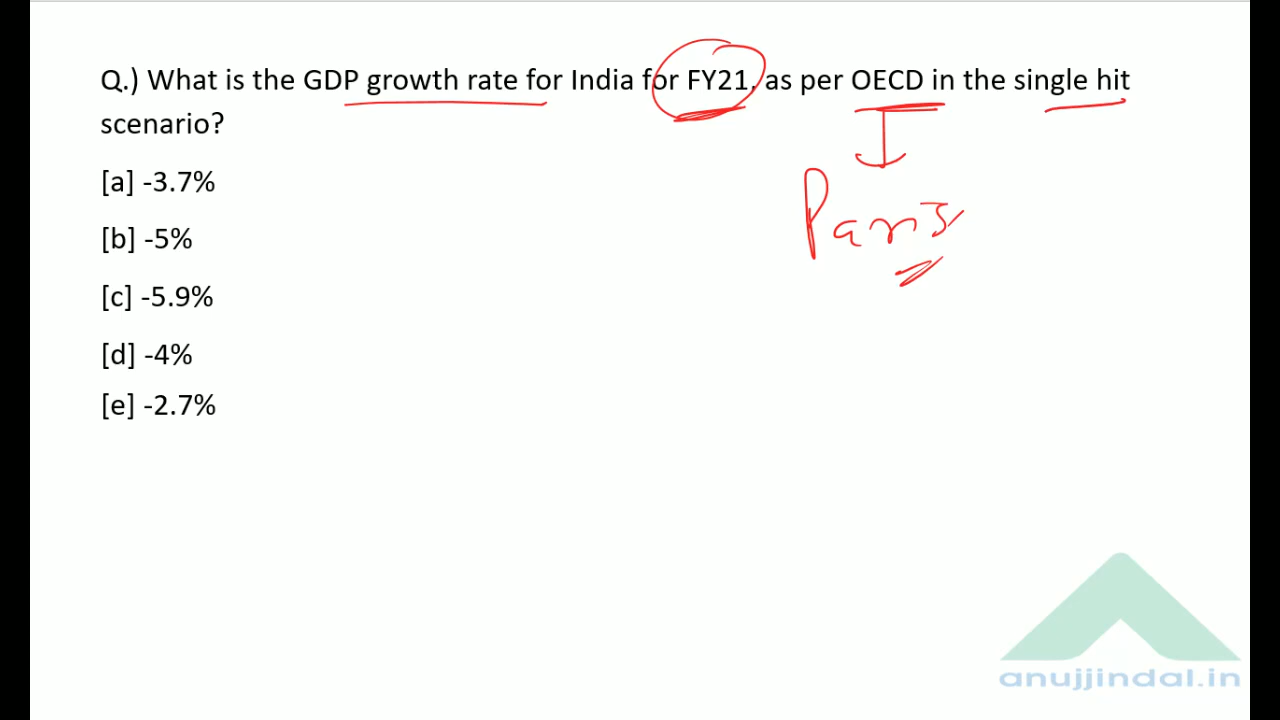 Q.) What is the GDP growth rate for India for FY21, as per OECD in the single hit
scenario?
Paris
[a] -3.7%
[b] -5%
[c] -5.9%
[d] -4%
[e] -2.7%
anujjindal.in